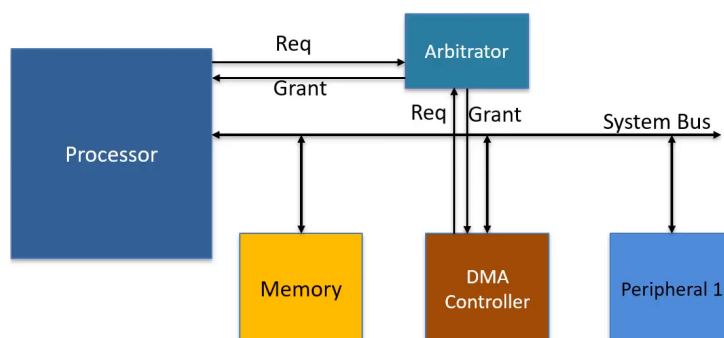 Req
Arbitrator
Grant
Req
Grant
System Bus
Processor
Memory
DMA
Controller
Peripheral 1